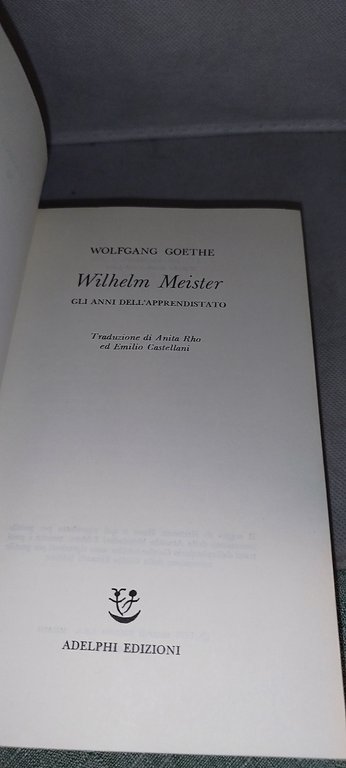 WOLFGANG GOETHE
Wilhelm Meister
GLI ANNI DELL'APPRENDISTATO
Traduzione di Anita Rho
ed Emilio Castellani
ADELPHI EDIZIONI